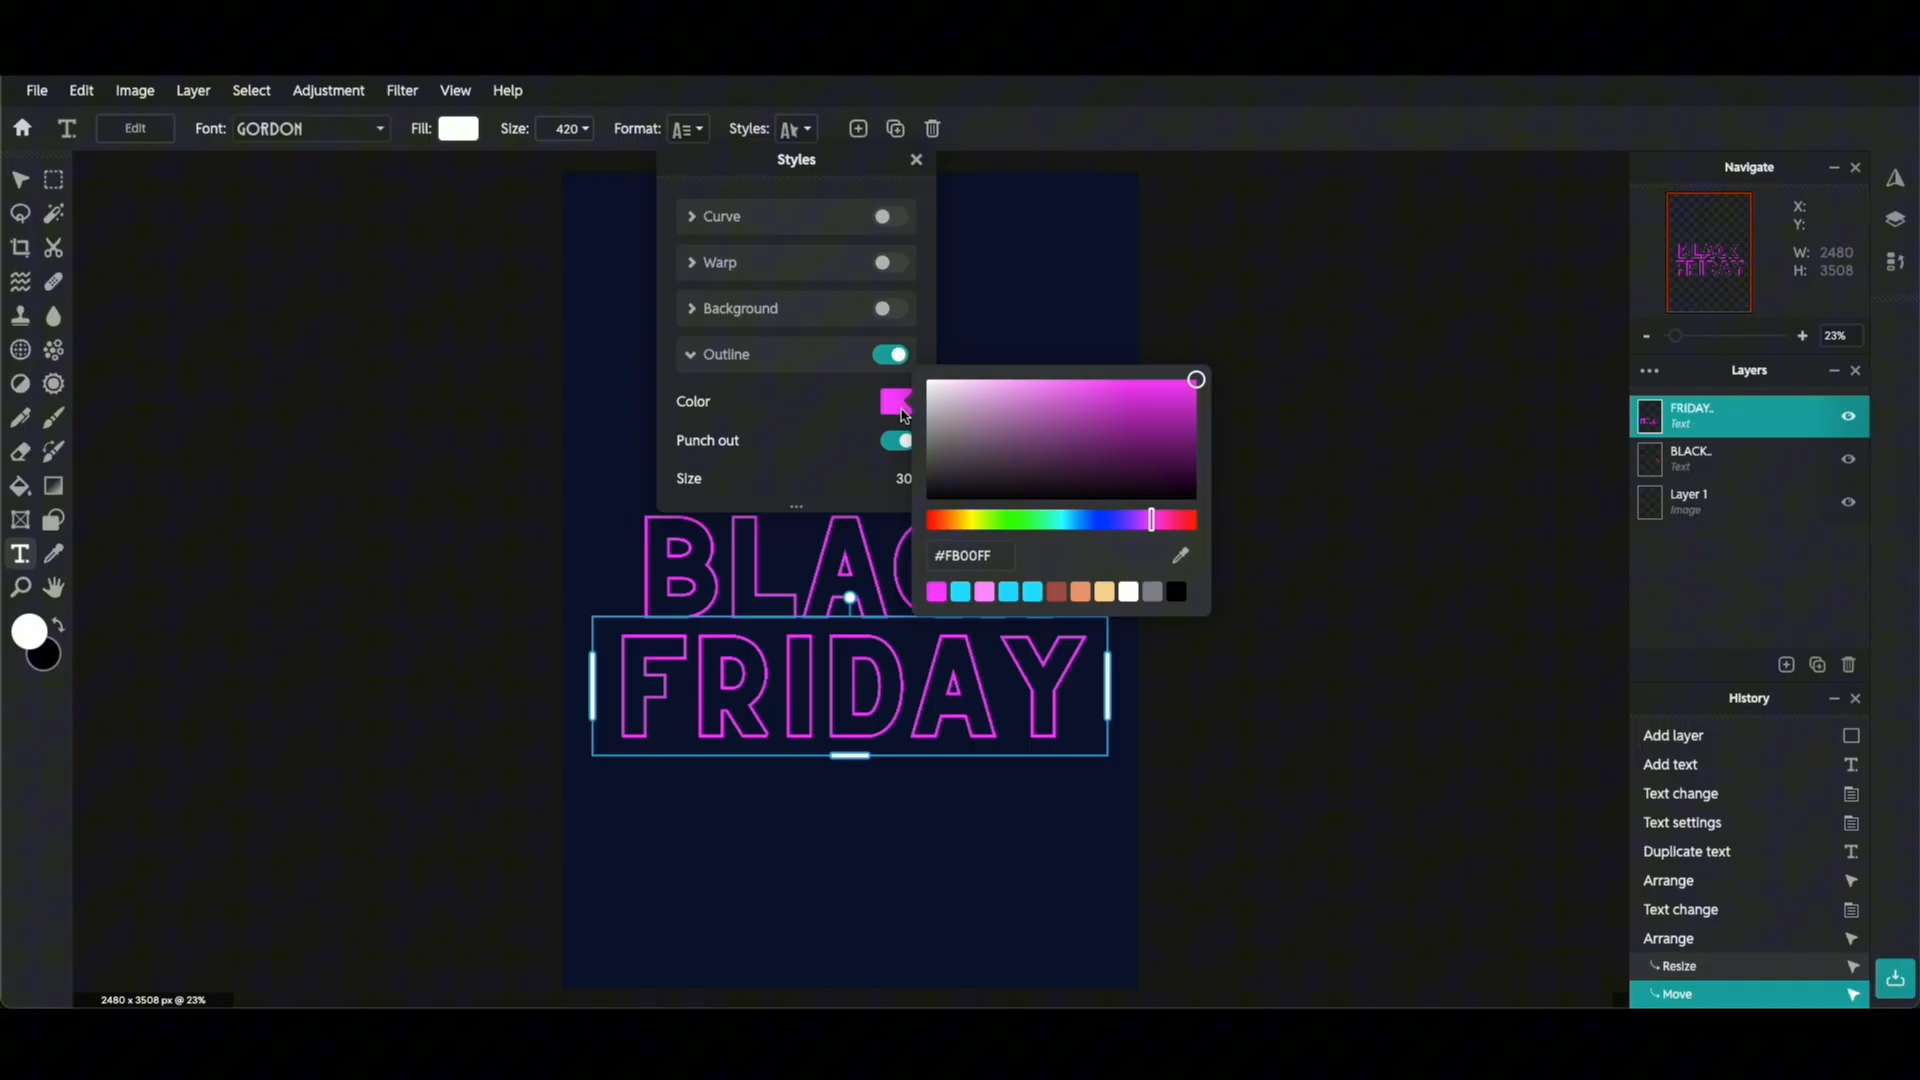 File Edit Image Layer Select Adjustment Filter View Help
T. Edit Font: GORDON Fill: Size: 420 Format: A Styles: A
Styles
Curve
Warp
Background
Outline
Color
Punch out
Size 30
#FB00FF
BLAC
FRIDAY
T.
2480 x 3508 px @ 23%
Navigate
X:
Y:
W: 2480
H: 3508
BLACK
FRIDAY
- + 23%
Layers
FRIDAY..
Text
BLACK..
Text
Layer 1
Image
History
Add layer
Add text T.
Text change
Text settings
Duplicate text T.
Arrange
Text change
Arrange
Resize
Move